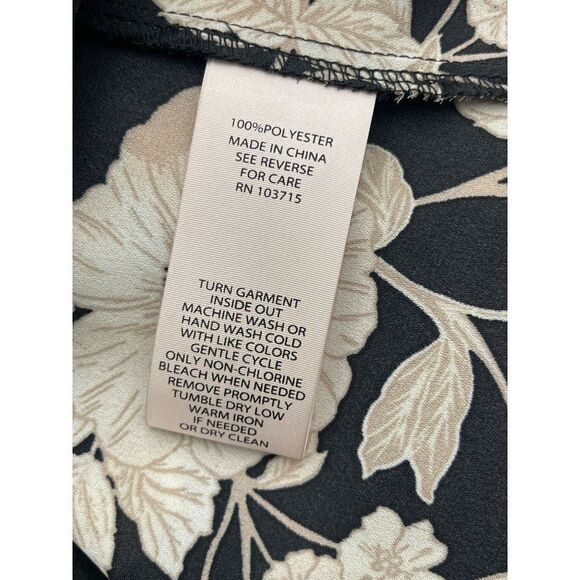 100%POLYESTER
MADE IN CHINA
SEE REVERSE
FOR CARE
RN 103715
TURN GARMENT
INSIDE OUT
MACHINE WASH OR
HAND WASH COLD
WITH LIKE COLORS
GENTLE CYCLE
ONLY NON-CHLORINE
BLEACH WHEN NEEDED
REMOVE PROMPTLY
TUMBLE DRY LOW
WARM IRON
IF NEEDED
OR DRY CLEAN